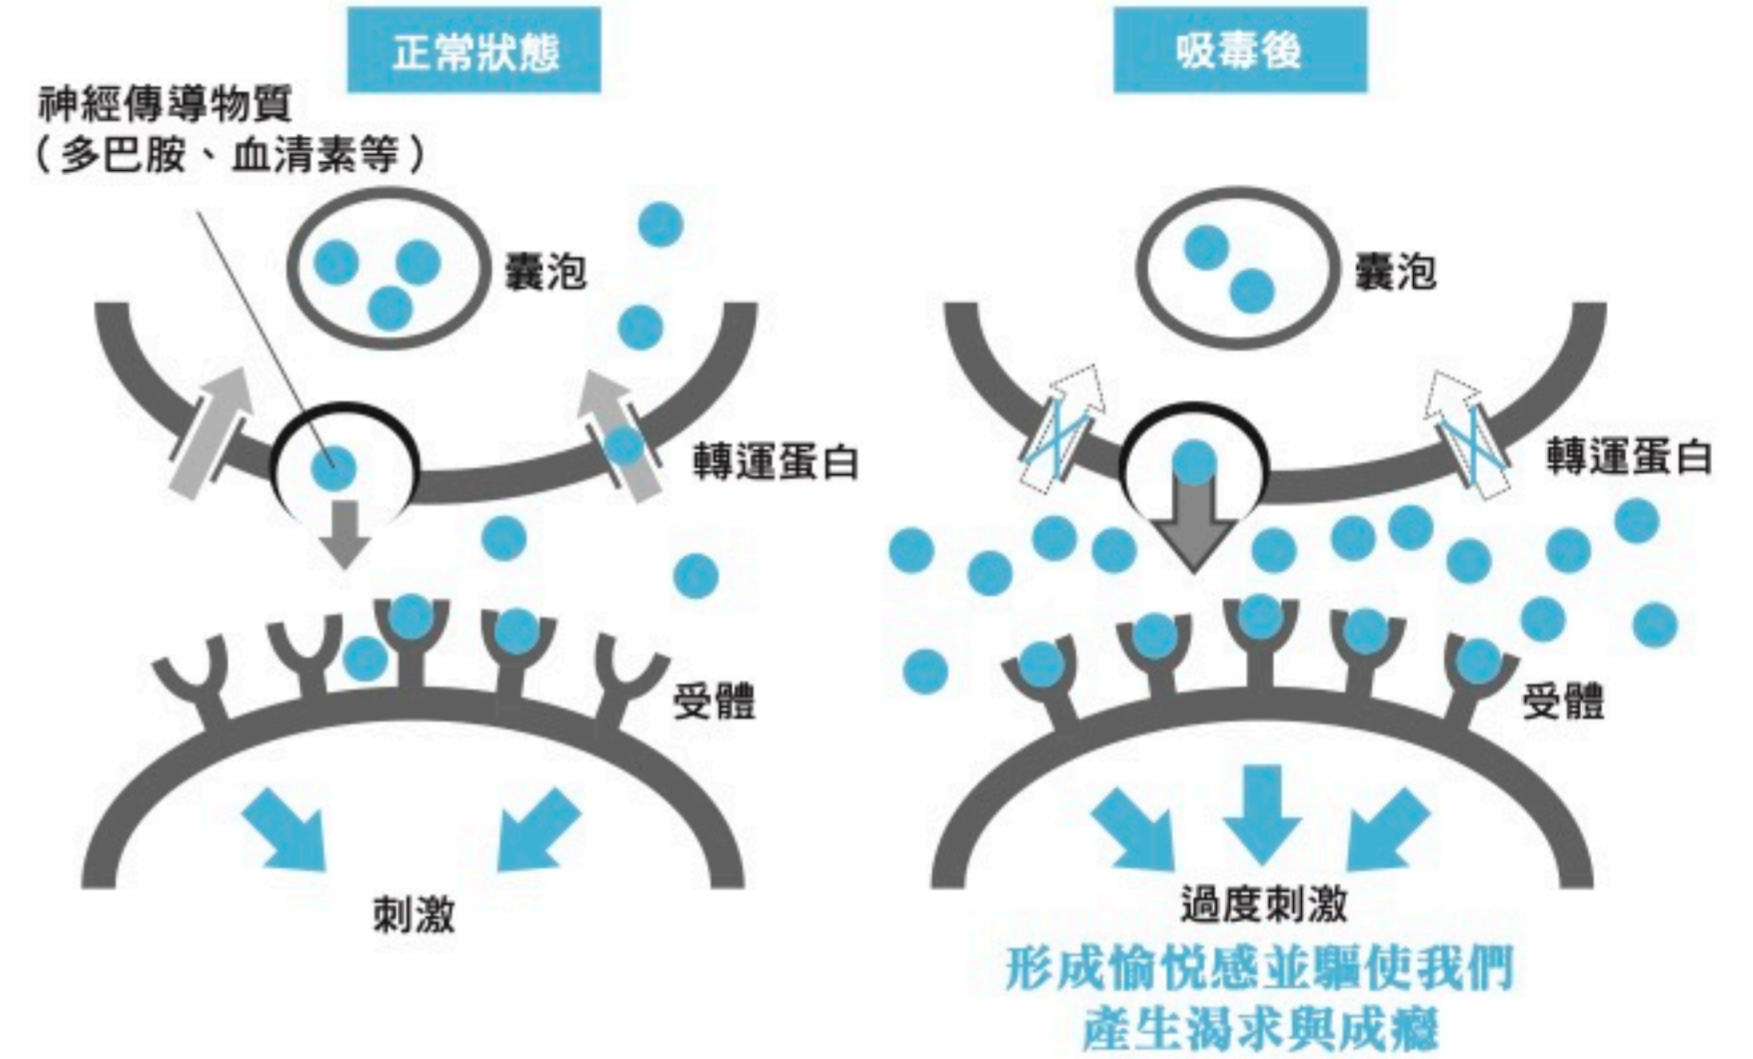 正常狀態
神經傳導物質
（多巴胺、血清素等）
囊泡
轉運蛋白
受體
刺激
吸毒後
囊泡
轉運蛋白
受體
過度刺激
形成愉悅感並驅使我們
產生渴求與成癮